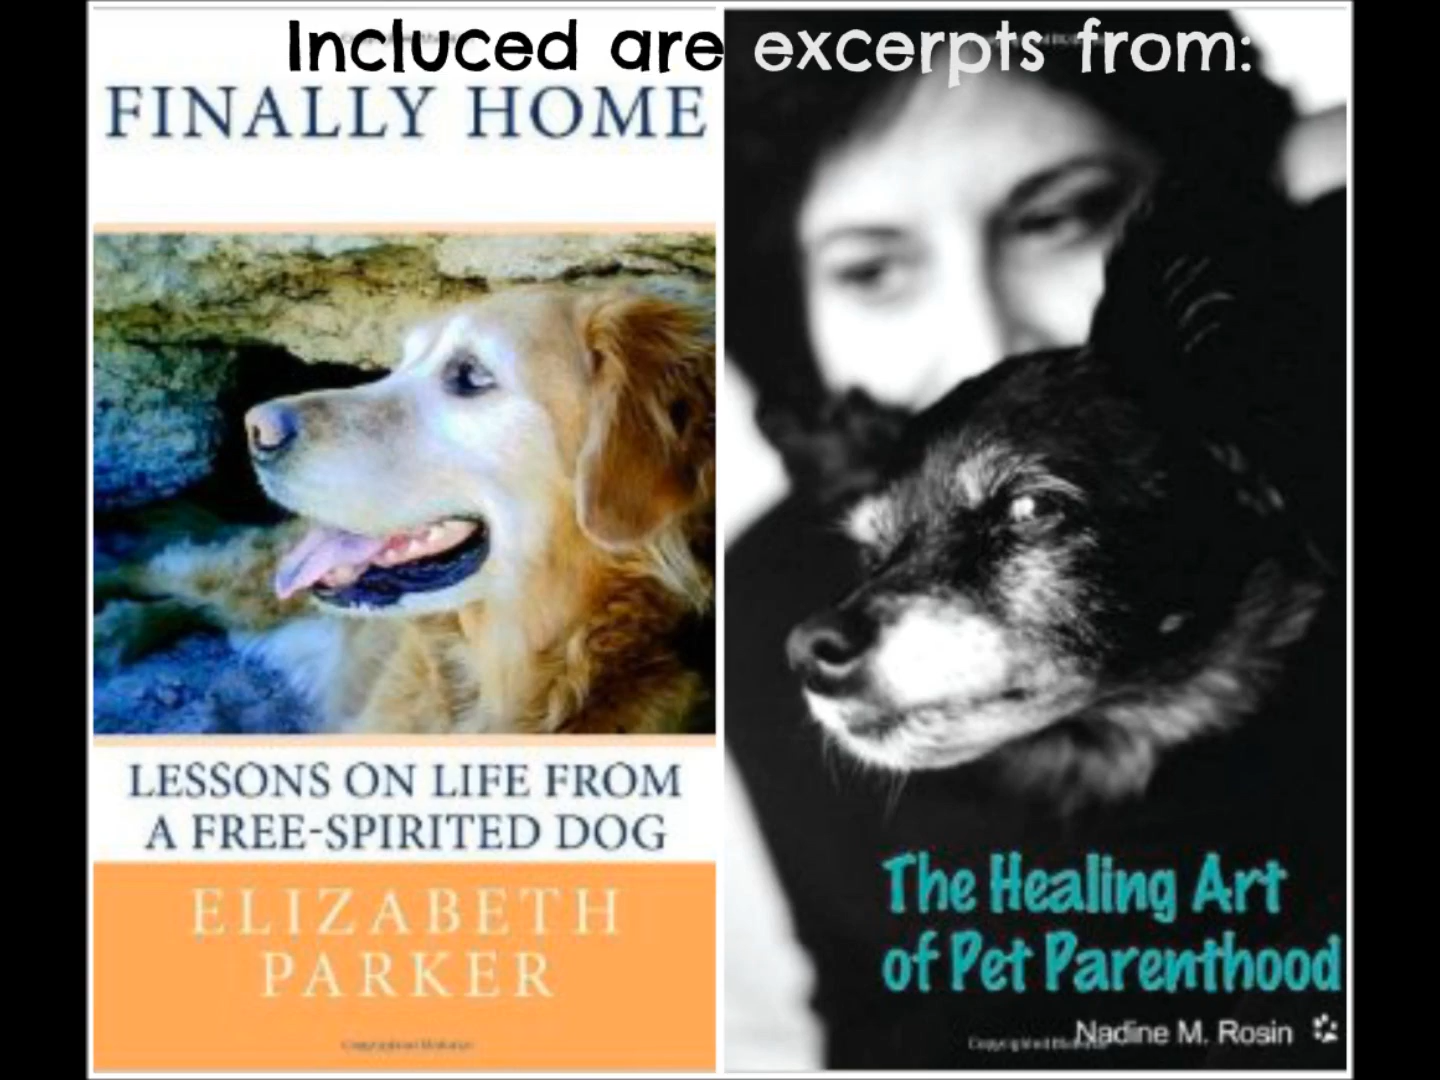 Incluced are excerpts from:
FINALLY HOME
LESSONS ON LIFE FROM
A FREE-SPIRITED DOG
ELIZABETH
PARKER
The Healing Art
of Pet Parenthood
Nadine M. Rosin